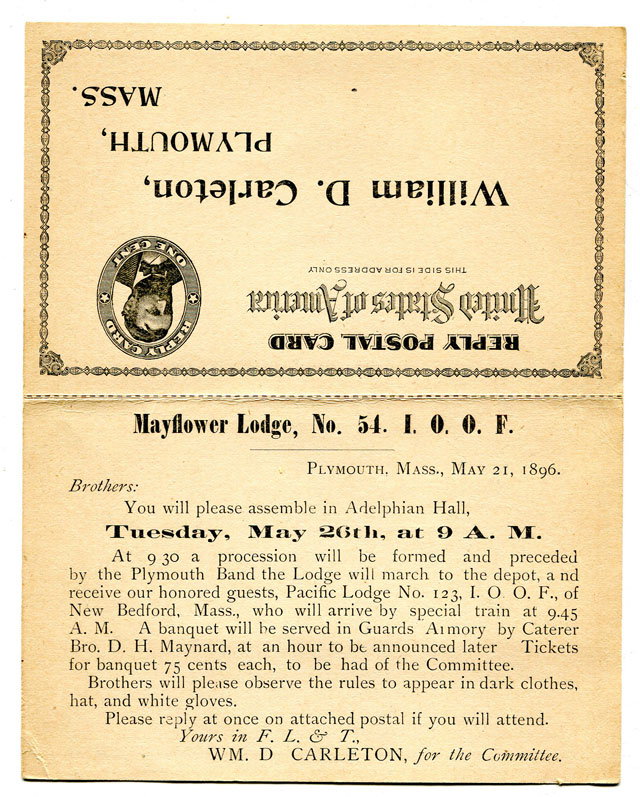 REPLY POSTAL CARD
United States of America
THIS SIDE IS FOR ADDRESS ONLY
REPLY CARD
ONE CENT
William D. Carleton,
PLYMOUTH,
MASS.
Mayflower Lodge, No. 54. I. O. O. F.
PLYMOUTH, MASS., MAY 21, 1896.
Brothers:
You will please assemble in Adelphian Hall,
Tuesday, May 26th, at 9 A. M.
At 9 30 a procession will be formed and preceded
by the Plymouth Band the Lodge will march to the depot, and
receive our honored guests, Pacific Lodge No. 123, I. O O. F., of
New Bedford, Mass., who will arrive by special train at 9.45
A. M. A banquet will be served in Guards Armory by Caterer
Bro. D. H. Maynard, at an hour to be announced later Tickets
for banquet 75 cents each, to be had of the Committee.
Brothers will please observe the rules to appear in dark clothes,
hat, and white gloves.
Please reply at once on attached postal if you will attend.
Yours in F. L. & T.,
WM. D CARLETON, for the Committee.